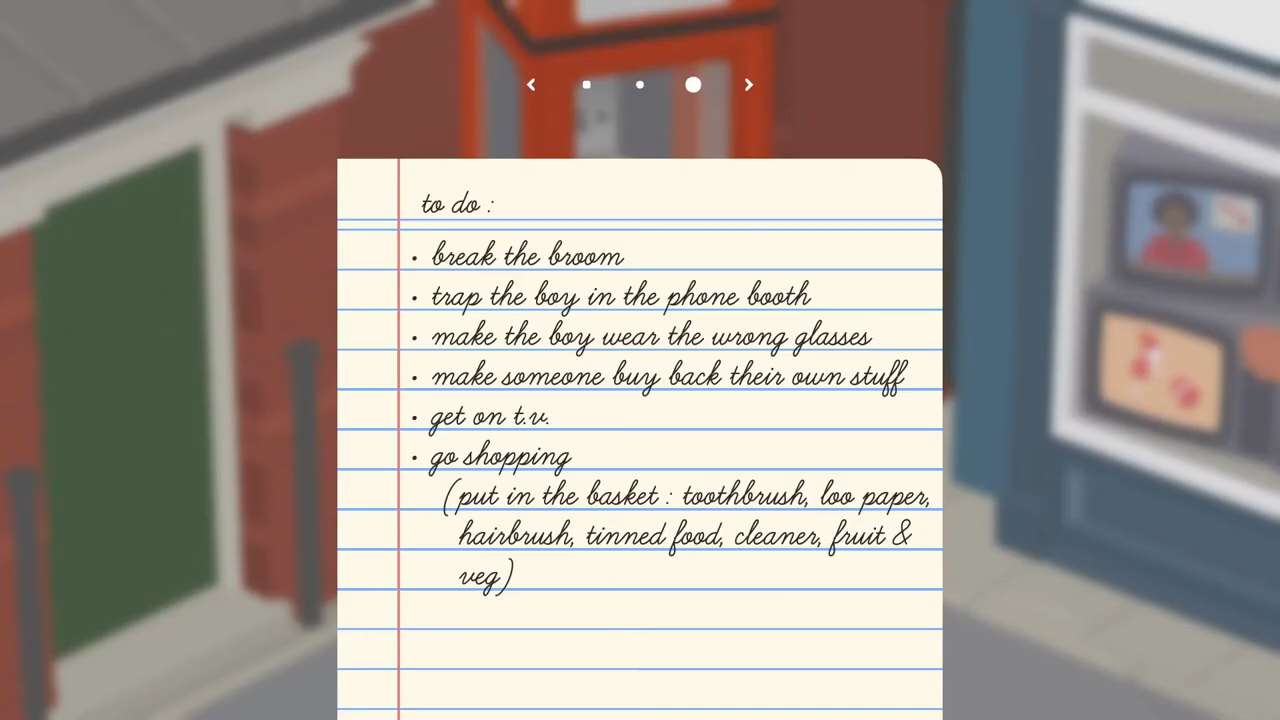 to do :
• break the broom
• trap the boy in the phone booth
• make the boy wear the wrong glasses
• make someone buy back their own stuff
• get on t.v.
• go shopping
(put in the basket : toothbrush, loo paper,
hairbrush, tinned food, cleaner, fruit &
veg)